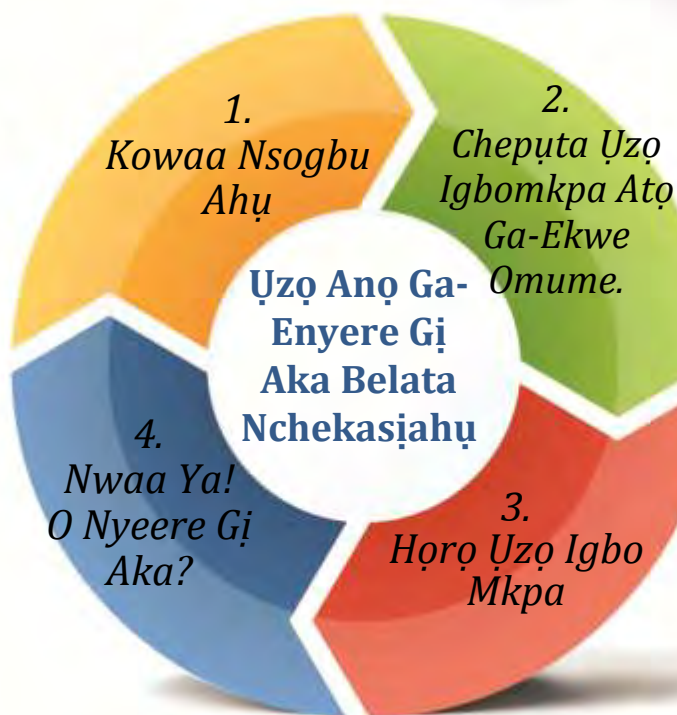 1.
Kowaa Nsogbu
Ahụ
2.
Chepụta Ụzọ
Igbomkpa Atọ
Ga-Ekwe
Omume.
Ụzọ Anọ Ga-
Enyere Gị
Aka Belata
Nchekasịahụ
3.
Họrọ Ụzọ Igbo
Mkpa
4.
Nwaa Ya!
O Nyeere Gị
Aka?